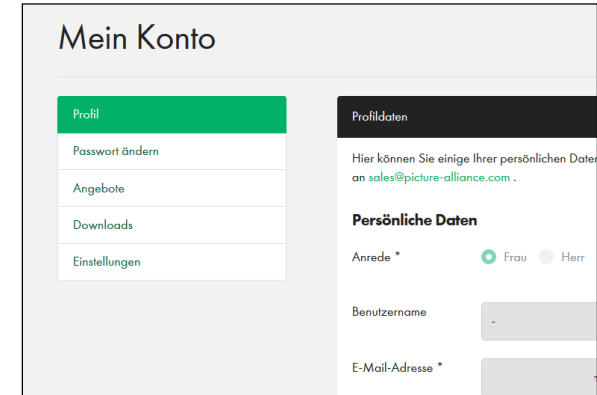 Mein Konto
Profil
Passwort ändern
Angebote
Downloads
Einstellungen
Profildaten
Hier können Sie einige Ihrer persönlichen Daten
an sales@picture-alliance.com .
Persönliche Daten
Anrede * Frau Herr
Benutzername -
E-Mail-Adresse *